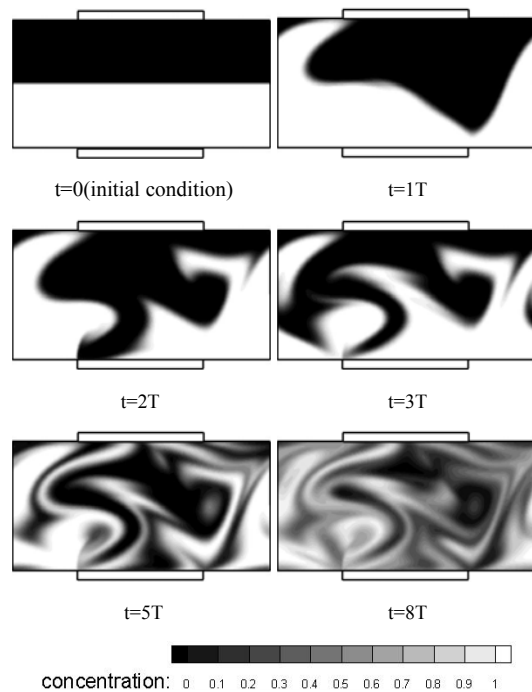 t=0(initial condition)
t=1T
t=2T
t=3T
t=5T
t=8T
concentration: 0 0.1 0.2 0.3 0.4 0.5 0.6 0.7 0.8 0.9 1